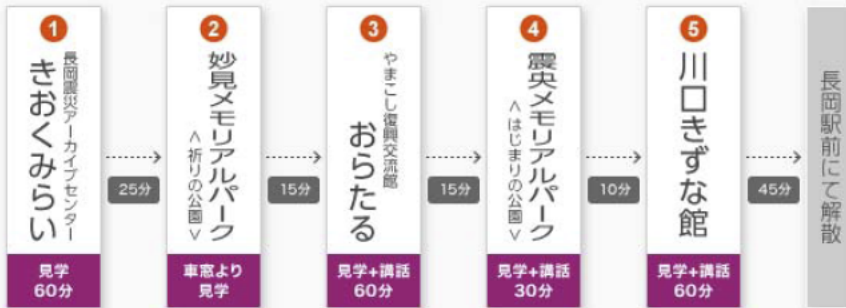 1
長岡震災アーカイブセンター
きおくみらい
見学
60分
25分
2
妙見メモリアルパーク
<祈りの公園>
車窓より
見学
15分
3
やまこし復興交流館
おらたる
見学+講話
60分
15分
4
震央メモリアルパーク
<はじまりの公園>
見学+講話
30分
10分
5
川口きずな館
見学+講話
60分
45分
長岡駅前にて解散